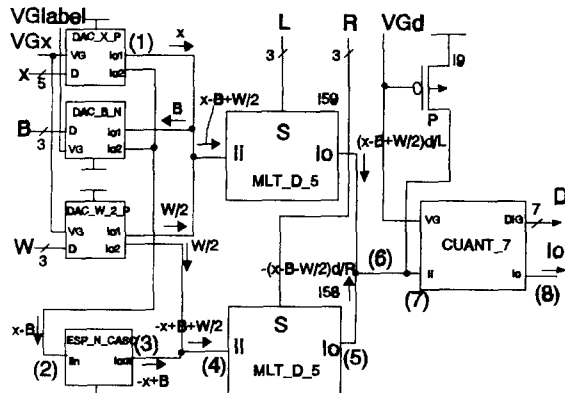 VGlabel
VGx
DAC_X_P
(1)
x
L
R
VGd
VG
Io1
Io2
x
5
D
3
3
I9
P
B
DAC_B_N
B
3
D
Io1
VG
Io2
x-B+W/2
I59
S
Ii
Io
MLT_D_5
(x-B+W/2)d/L
DAC_W_2_P
W/2
VG
Io1
Io2
W
3
D
W/2
-(x-B-W/2)d/R
(6)
I58
VG
DIG
7
D
CUANT_7
Io
Ii
Io
(7)
(8)
x-B
ESP_N_CASC
(3)
-x+B+W/2
(2)
Iin
-x+B
(4)
S
Ii
Io
(5)
MLT_D_5